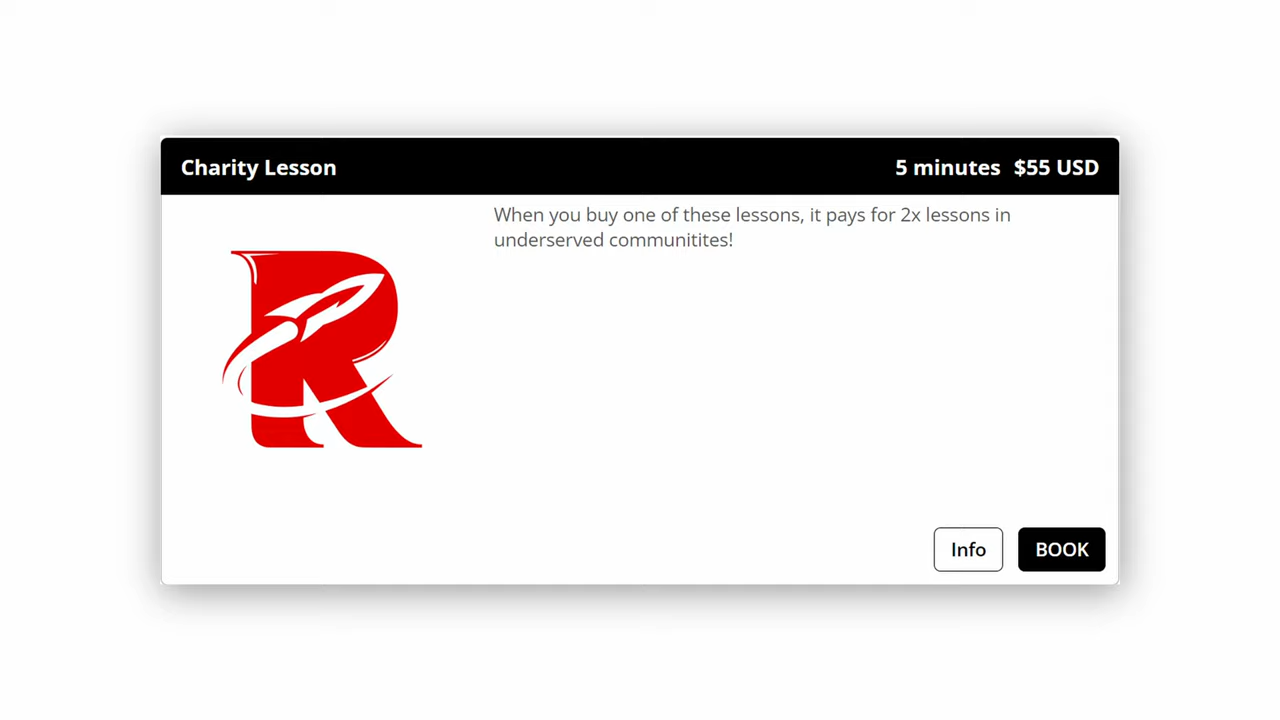 Charity Lesson
5 minutes $55 USD
When you buy one of these lessons, it pays for 2x lessons in
underserved communitites!
R
Info
BOOK